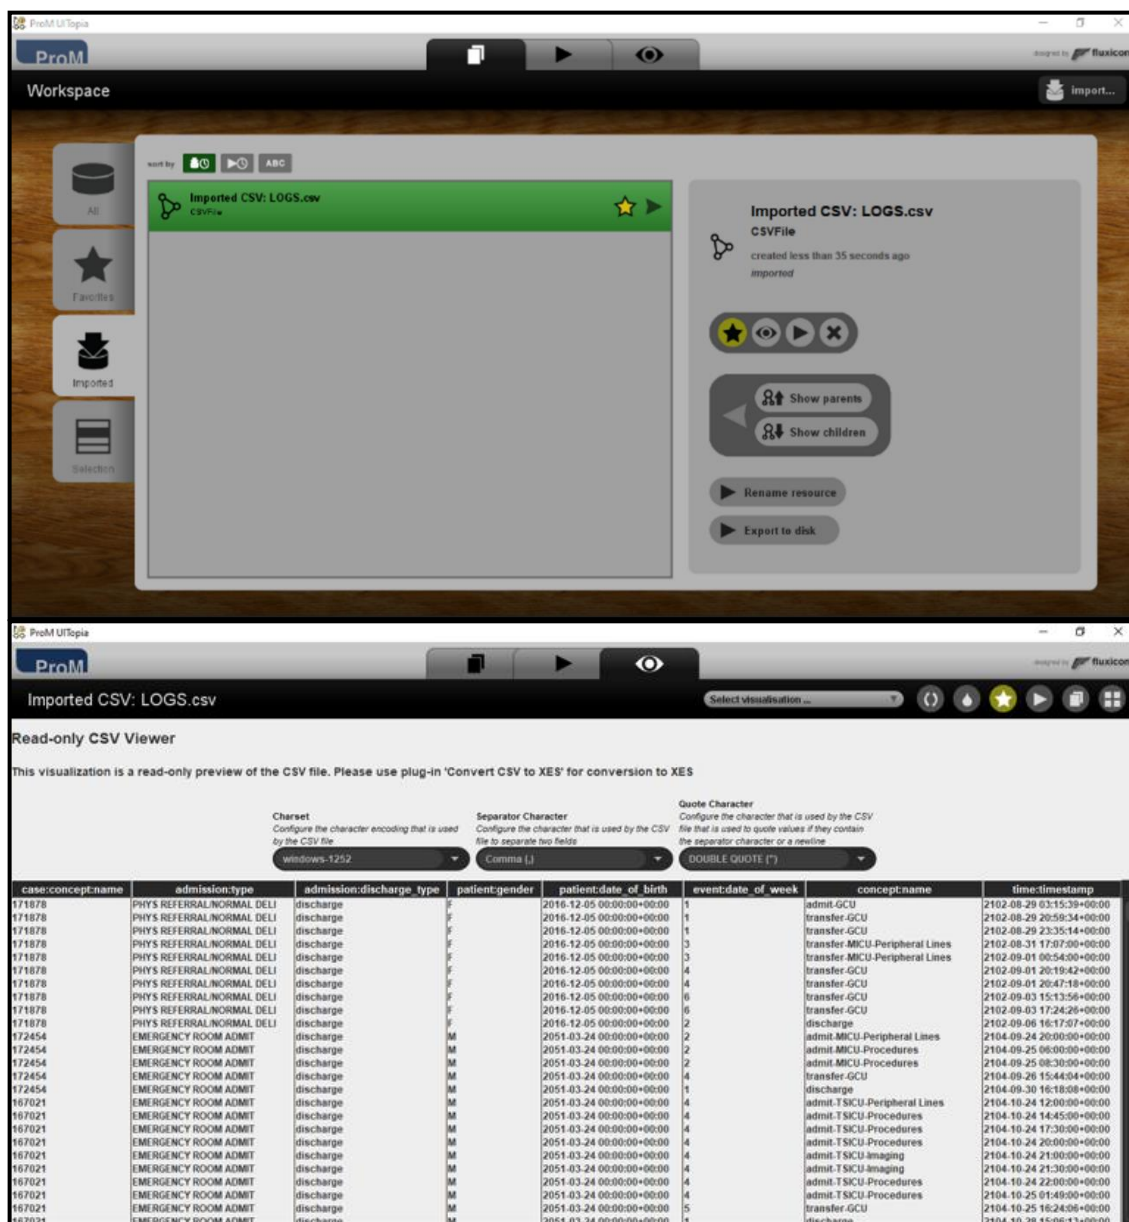 ProM UITopia
ProM
designed by fluxicon
Workspace
import...
All
Favorites
Imported
Selection
sort by ABC
Imported CSV: LOGS.csv
CSVFile
Imported CSV: LOGS.csv
CSVFile
created less than 35 seconds ago
imported
Show parents
Show children
Rename resource
Export to disk
ProM UITopia
ProM
designed by fluxicon
Imported CSV: LOGS.csv
Select visualisation ...
Read-only CSV Viewer
This visualization is a read-only preview of the CSV file. Please use plug-in 'Convert CSV to XES' for conversion to XES
Charset
Configure the character encoding that is used
by the CSV file
windows-1252
Separator Character
Configure the character that is used by the CSV
file to separate two fields
Comma (,)
Quote Character
Configure the character that is used by the CSV
file that is used to quote values if they contain
the separator character or a newline
DOUBLE QUOTE (")
case:concept:name admission:type admission:discharge_type patient:gender patient:date_of_birth event:date_of_week concept:name time:timestamp
171878 PHYS REFERRAL/NORMAL DELI discharge F 2016-12-05 00:00:00+00:00 1 admit-GCU 2102-08-29 03:15:39+00:00
171878 PHYS REFERRAL/NORMAL DELI discharge F 2016-12-05 00:00:00+00:00 1 transfer-GCU 2102-08-29 20:59:34+00:00
171878 PHYS REFERRAL/NORMAL DELI discharge F 2016-12-05 00:00:00+00:00 1 transfer-GCU 2102-08-29 23:35:14+00:00
171878 PHYS REFERRAL/NORMAL DELI discharge F 2016-12-05 00:00:00+00:00 3 transfer-MICU-Peripheral Lines 2102-08-31 17:07:00+00:00
171878 PHYS REFERRAL/NORMAL DELI discharge F 2016-12-05 00:00:00+00:00 3 transfer-MICU-Peripheral Lines 2102-09-01 00:54:00+00:00
171878 PHYS REFERRAL/NORMAL DELI discharge F 2016-12-05 00:00:00+00:00 4 transfer-GCU 2102-09-01 20:19:42+00:00
171878 PHYS REFERRAL/NORMAL DELI discharge F 2016-12-05 00:00:00+00:00 4 transfer-GCU 2102-09-01 20:47:18+00:00
171878 PHYS REFERRAL/NORMAL DELI discharge F 2016-12-05 00:00:00+00:00 6 transfer-GCU 2102-09-03 15:13:56+00:00
171878 PHYS REFERRAL/NORMAL DELI discharge F 2016-12-05 00:00:00+00:00 6 transfer-GCU 2102-09-03 17:24:26+00:00
171878 PHYS REFERRAL/NORMAL DELI discharge F 2016-12-05 00:00:00+00:00 2 discharge 2102-09-06 16:17:07+00:00
172454 EMERGENCY ROOM ADMIT discharge M 2051-03-24 00:00:00+00:00 2 admit-MICU-Peripheral Lines 2104-09-24 20:00:00+00:00
172454 EMERGENCY ROOM ADMIT discharge M 2051-03-24 00:00:00+00:00 2 admit-MICU-Procedures 2104-09-25 06:00:00+00:00
172454 EMERGENCY ROOM ADMIT discharge M 2051-03-24 00:00:00+00:00 2 admit-MICU-Procedures 2104-09-25 08:30:00+00:00
172454 EMERGENCY ROOM ADMIT discharge M 2051-03-24 00:00:00+00:00 4 transfer-GCU 2104-09-26 15:44:04+00:00
172454 EMERGENCY ROOM ADMIT discharge M 2051-03-24 00:00:00+00:00 1 discharge 2104-09-30 16:18:08+00:00
167021 EMERGENCY ROOM ADMIT discharge M 2051-03-24 00:00:00+00:00 4 admit-TSICU-Peripheral Lines 2104-10-24 12:00:00+00:00
167021 EMERGENCY ROOM ADMIT discharge M 2051-03-24 00:00:00+00:00 4 admit-TSICU-Procedures 2104-10-24 14:45:00+00:00
167021 EMERGENCY ROOM ADMIT discharge M 2051-03-24 00:00:00+00:00 4 admit-TSICU-Procedures 2104-10-24 17:30:00+00:00
167021 EMERGENCY ROOM ADMIT discharge M 2051-03-24 00:00:00+00:00 4 admit-TSICU-Procedures 2104-10-24 20:00:00+00:00
167021 EMERGENCY ROOM ADMIT discharge M 2051-03-24 00:00:00+00:00 4 admit-TSICU-Imaging 2104-10-24 21:00:00+00:00
167021 EMERGENCY ROOM ADMIT discharge M 2051-03-24 00:00:00+00:00 4 admit-TSICU-Imaging 2104-10-24 21:30:00+00:00
167021 EMERGENCY ROOM ADMIT discharge M 2051-03-24 00:00:00+00:00 4 admit-TSICU-Procedures 2104-10-24 22:00:00+00:00
167021 EMERGENCY ROOM ADMIT discharge M 2051-03-24 00:00:00+00:00 4 admit-TSICU-Procedures 2104-10-25 01:49:00+00:00
167021 EMERGENCY ROOM ADMIT discharge M 2051-03-24 00:00:00+00:00 5 transfer-GCU 2104-10-25 16:24:06+00:00
167021 EMERGENCY ROOM ADMIT discharge M 2051-03-24 00:00:00+00:00 1 discharge 2104-10-28 15:06:13+00:00